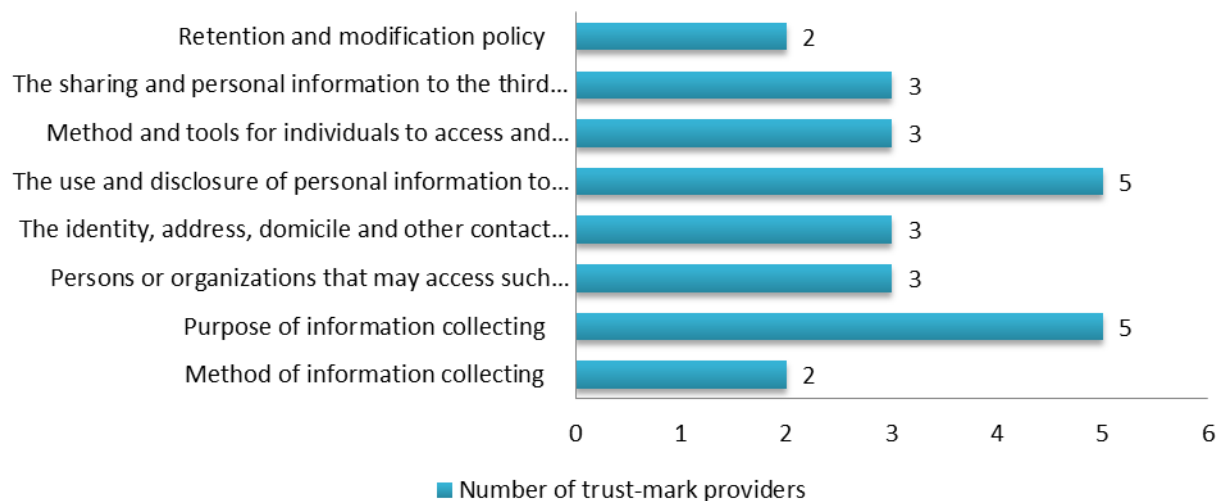 Retention and modification policy 2
The sharing and personal information to the third... 3
Method and tools for individuals to access and... 3
The use and disclosure of personal information to... 5
The identity, address, domicile and other contact... 3
Persons or organizations that may access such... 3
Purpose of information collecting 5
Method of information collecting 2
0 1 2 3 4 5 6
Number of trust-mark providers